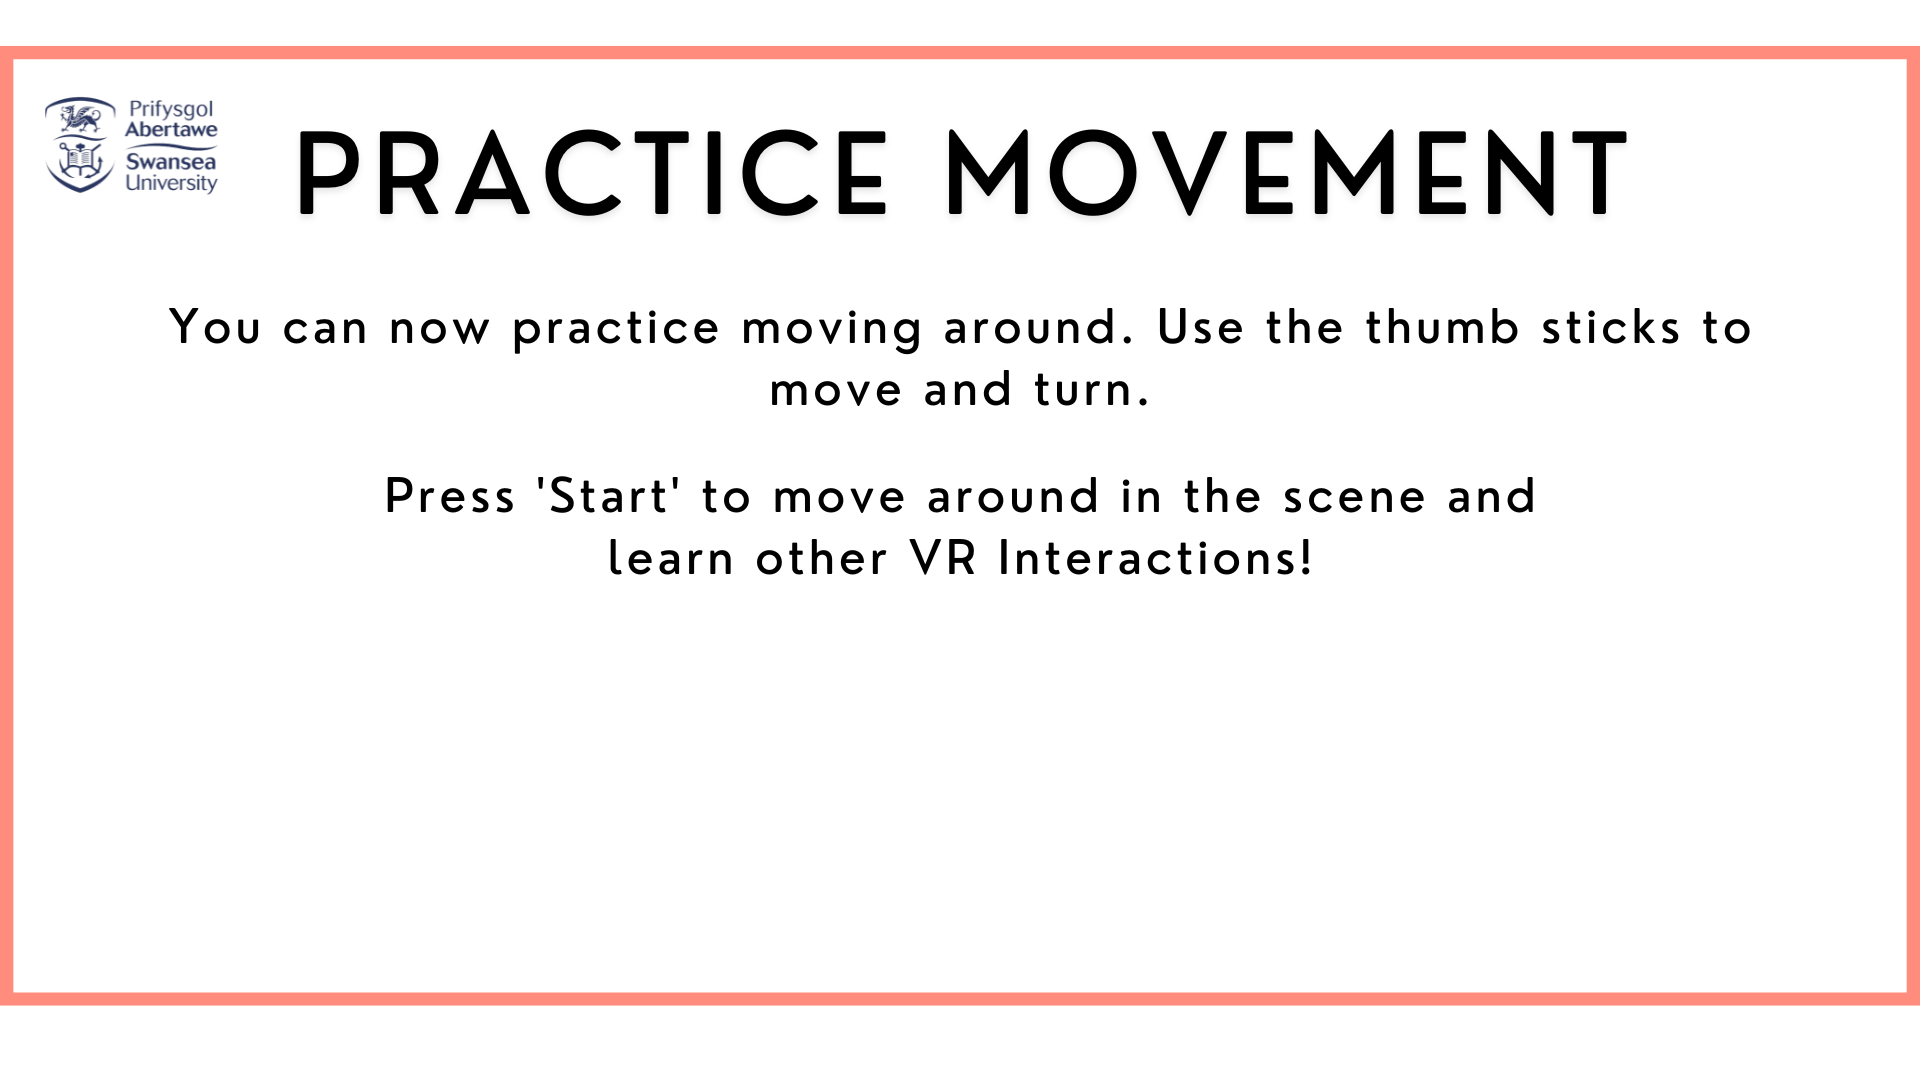 Prifysgol
Abertawe
Swansea
University
PRACTICE MOVEMENT
You can now practice moving around. Use the thumb sticks to
move and turn.
Press 'Start' to move around in the scene and
learn other VR Interactions!